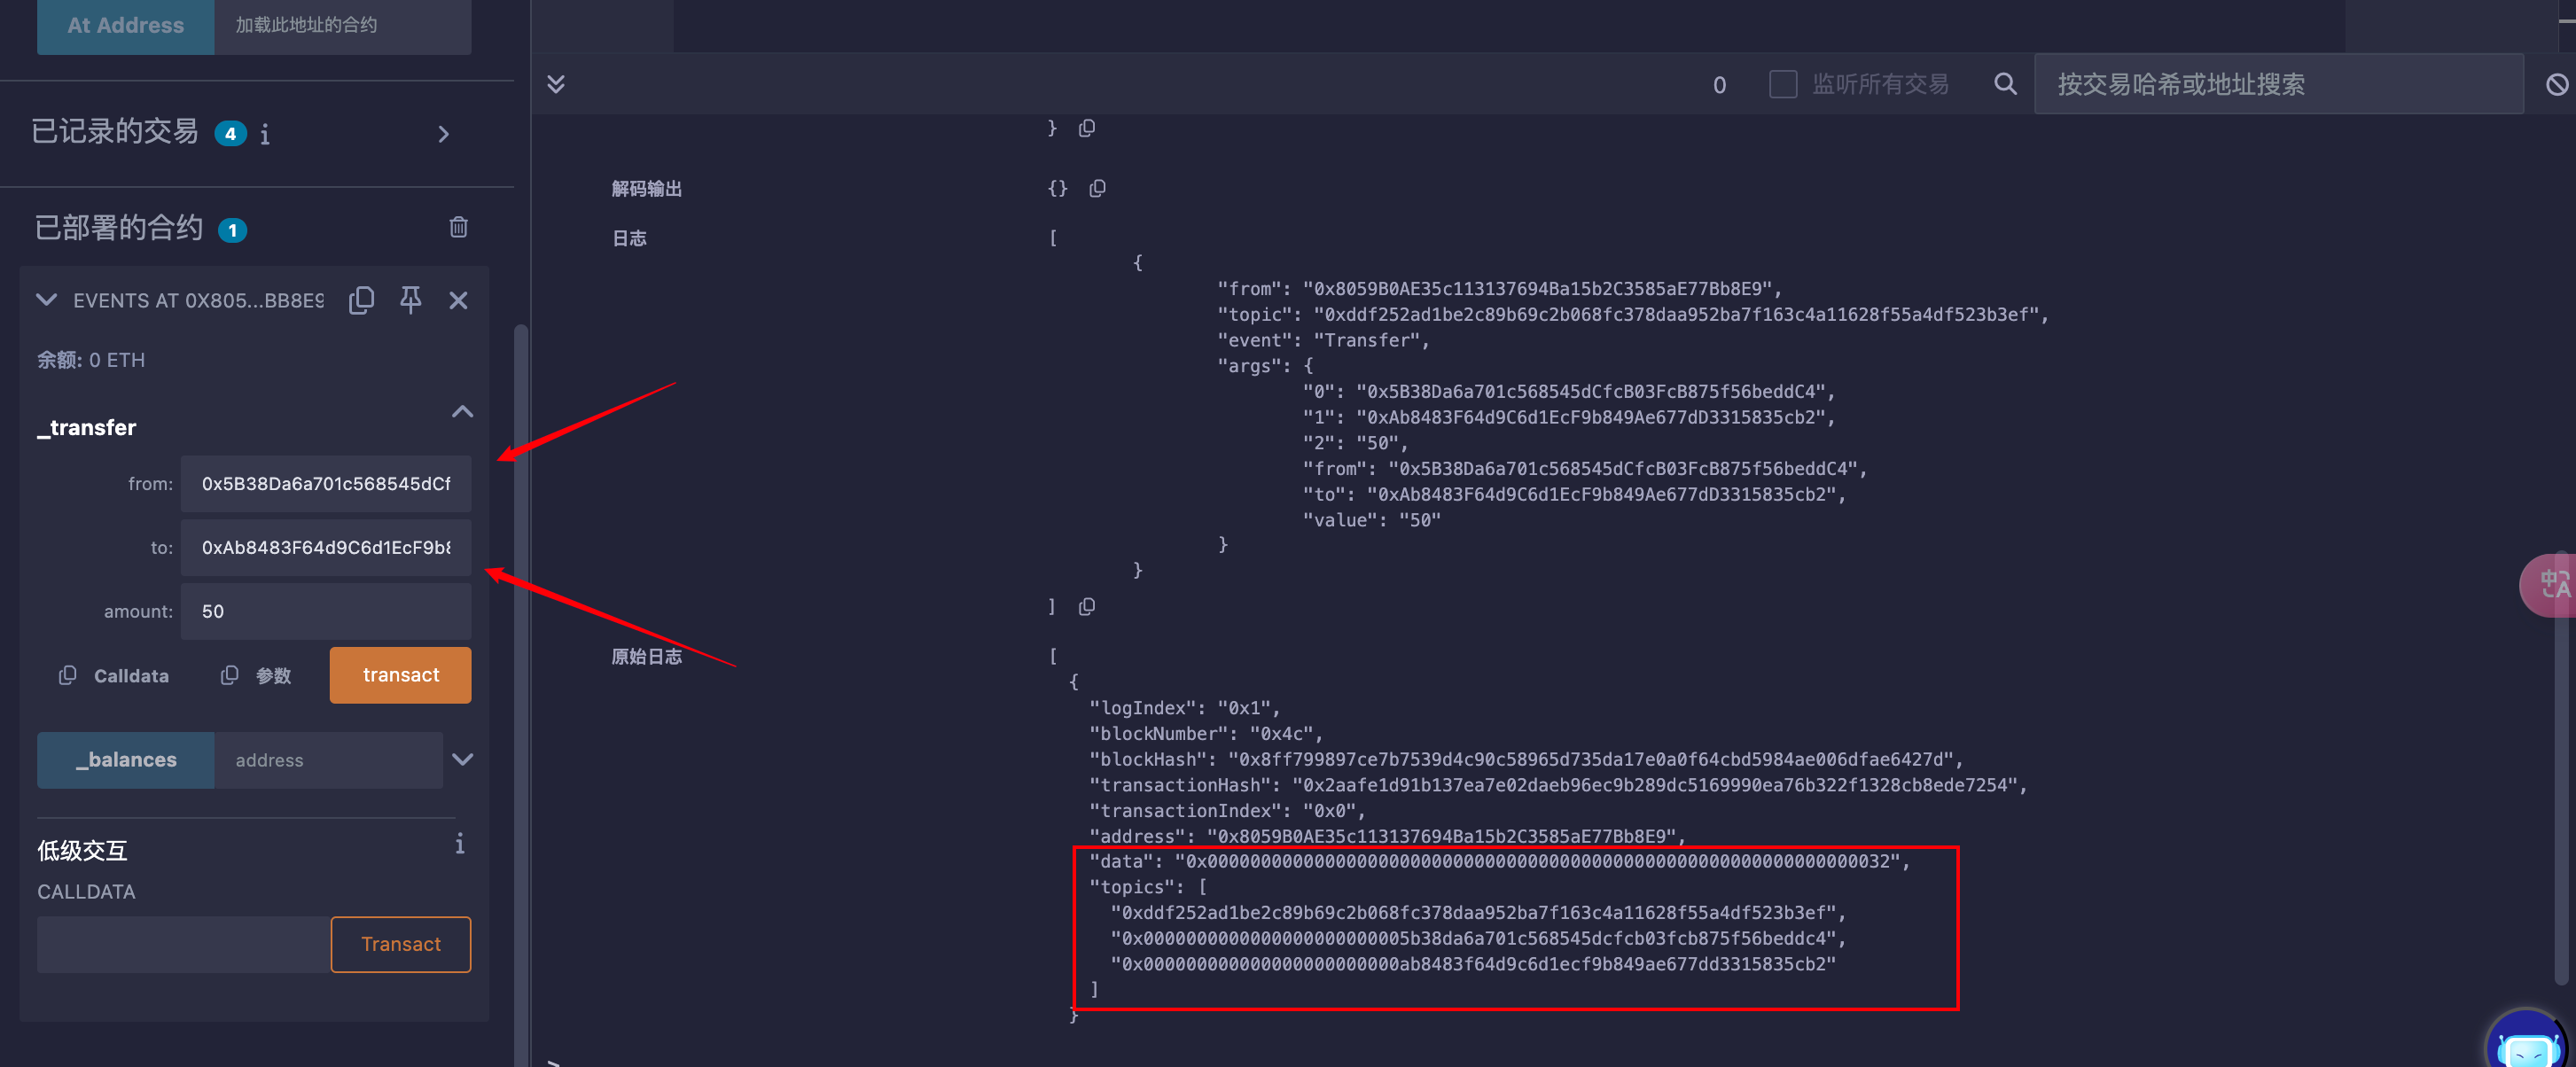 At Address 加载此地址的合约
已记录的交易 4 i
已部署的合约 1
EVENTS AT 0X805...BB8E9
余额: 0 ETH
_transfer
from: 0x5B38Da6a701c568545dCf
to: 0xAb8483F64d9C6d1EcF9b8
amount: 50
Calldata 参数 transact
_balances address
低级交互 i
CALLDATA
Transact
0 监听所有交易 按交易哈希或地址搜索
}
解码输出 {}
日志 [
{
"from": "0x8059B0AE35c113137694Ba15b2C3585aE77Bb8E9",
"topic": "0xddf252ad1be2c89b69c2b068fc378daa952ba7f163c4a11628f55a4df523b3ef",
"event": "Transfer",
"args": {
"0": "0x5B38Da6a701c568545dCfcB03FcB875f56beddC4",
"1": "0xAb8483F64d9C6d1EcF9b849Ae677dD3315835cb2",
"2": "50",
"from": "0x5B38Da6a701c568545dCfcB03FcB875f56beddC4",
"to": "0xAb8483F64d9C6d1EcF9b849Ae677dD3315835cb2",
"value": "50"
}
}
]
原始日志 [
{
"logIndex": "0x1",
"blockNumber": "0x4c",
"blockHash": "0x8ff799897ce7b7539d4c90c58965d735da17e0a0f64cbd5984ae006dfae6427d",
"transactionHash": "0x2aafe1d91b137ea7e02daeb96ec9b289dc5169990ea76b322f1328cb8ede7254",
"transactionIndex": "0x0",
"address": "0x8059B0AE35c113137694Ba15b2C3585aE77Bb8E9",
"data": "0x0000000000000000000000000000000000000000000000000000000000000032",
"topics": [
"0xddf252ad1be2c89b69c2b068fc378daa952ba7f163c4a11628f55a4df523b3ef",
"0x0000000000000000000000005b38da6a701c568545dcfcb03fcb875f56beddc4",
"0x000000000000000000000000ab8483f64d9c6d1ecf9b849ae677dd3315835cb2"
]
}
>
中A